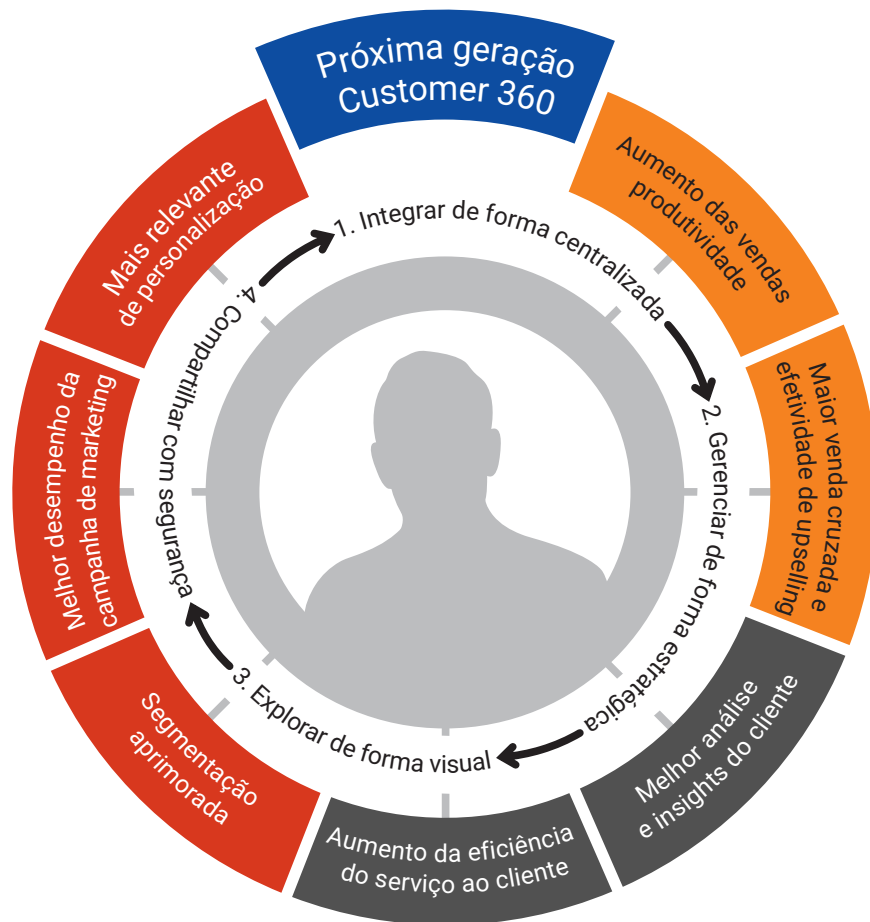 Próxima geração
Customer 360
Aumento das vendas
produtividade
Maior venda cruzada e
efetividade de upselling
Melhor análise
e insights do cliente
Aumento da eficiência
do serviço ao cliente
Segmentação
aprimorada
Melhor desempenho da
campanha de marketing
Mais relevante
de personalização
1. Integrar de forma centralizada
2. Gerenciar de forma estratégica
3. Explorar de forma visual
4. Compartilhar com segurança